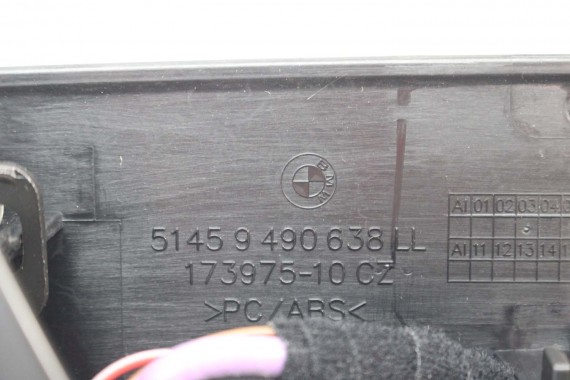 BMW
5145 9 490 638 LL
173975-10 CZ
>PC/ABS<
AI 01 02 03 04
AI 11 12 13 14